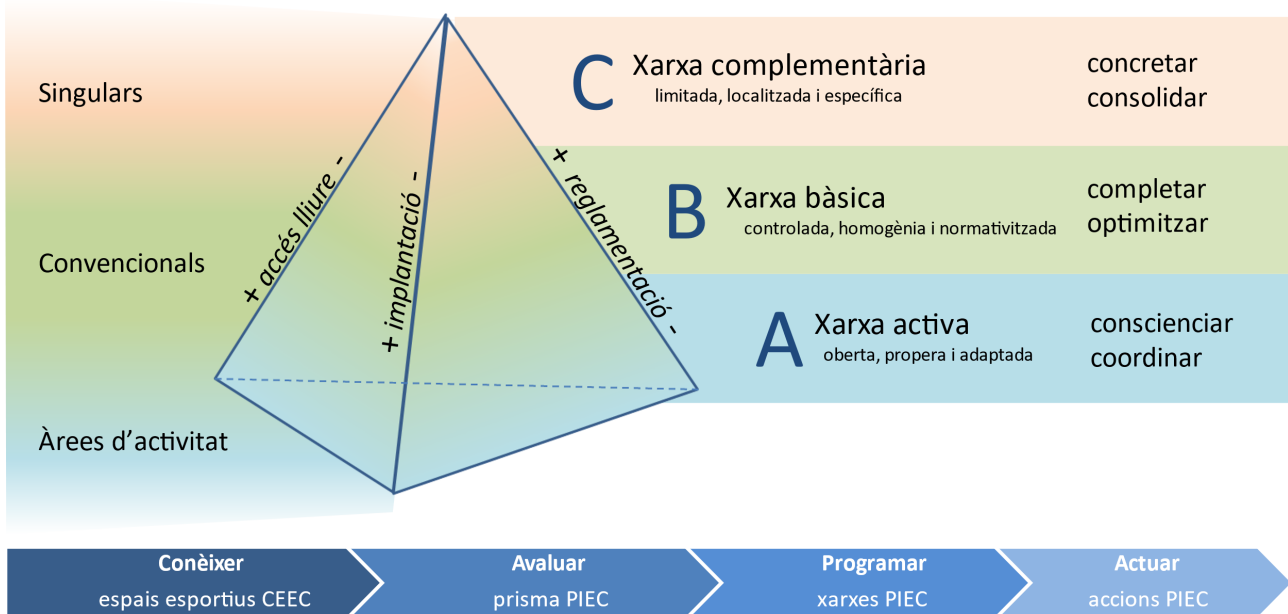 Singulars
Convencionals
Àrees d’activitat
+ accés lliure -
+ implantació -
+ reglamentació -
C Xarxa complementària
limitada, localitzada i específica
concretar
consolidar
B Xarxa bàsica
controlada, homogènia i normativitzada
completar
optimitzar
A Xarxa activa
oberta, propera i adaptada
conscienciar
coordinar
Conèixer
espais esportius CEEC
Avaluar
prisma PIEC
Programar
xarxes PIEC
Actuar
accions PIEC